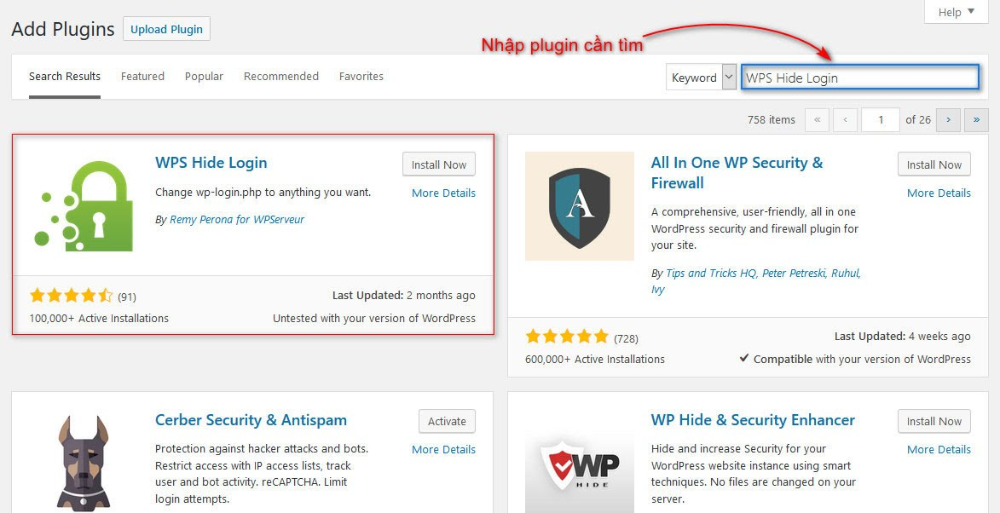 Help
Add Plugins Upload Plugin
Nhập plugin cần tìm
Search Results Featured Popular Recommended Favorites Keyword WPS Hide Login
758 items « ‹ 1 of 26 › »
WPS Hide Login
Install Now
Change wp-login.php to anything you want.
More Details
By Remy Perona for WPServeur
(91)
Last Updated: 2 months ago
100,000+ Active Installations
Untested with your version of WordPress
A
All In One WP Security &
Firewall
Install Now
More Details
A comprehensive, user-friendly, all in one
WordPress security and firewall plugin for
your site.
By Tips and Tricks HQ, Peter Petreski, Ruhul,
Ivy
(728)
Last Updated: 4 weeks ago
600,000+ Active Installations
✔ Compatible with your version of WordPress
Cerber Security & Antispam
Activate
More Details
Protection against hacker attacks and bots.
Restrict access with IP access lists, track
user and bot activity. reCAPTCHA. Limit
login attempts.
WP
HIDE
WP Hide & Security Enhancer
Install Now
More Details
Hide and increase Security for your
WordPress website instance using smart
techniques. No files are changed on your
server.